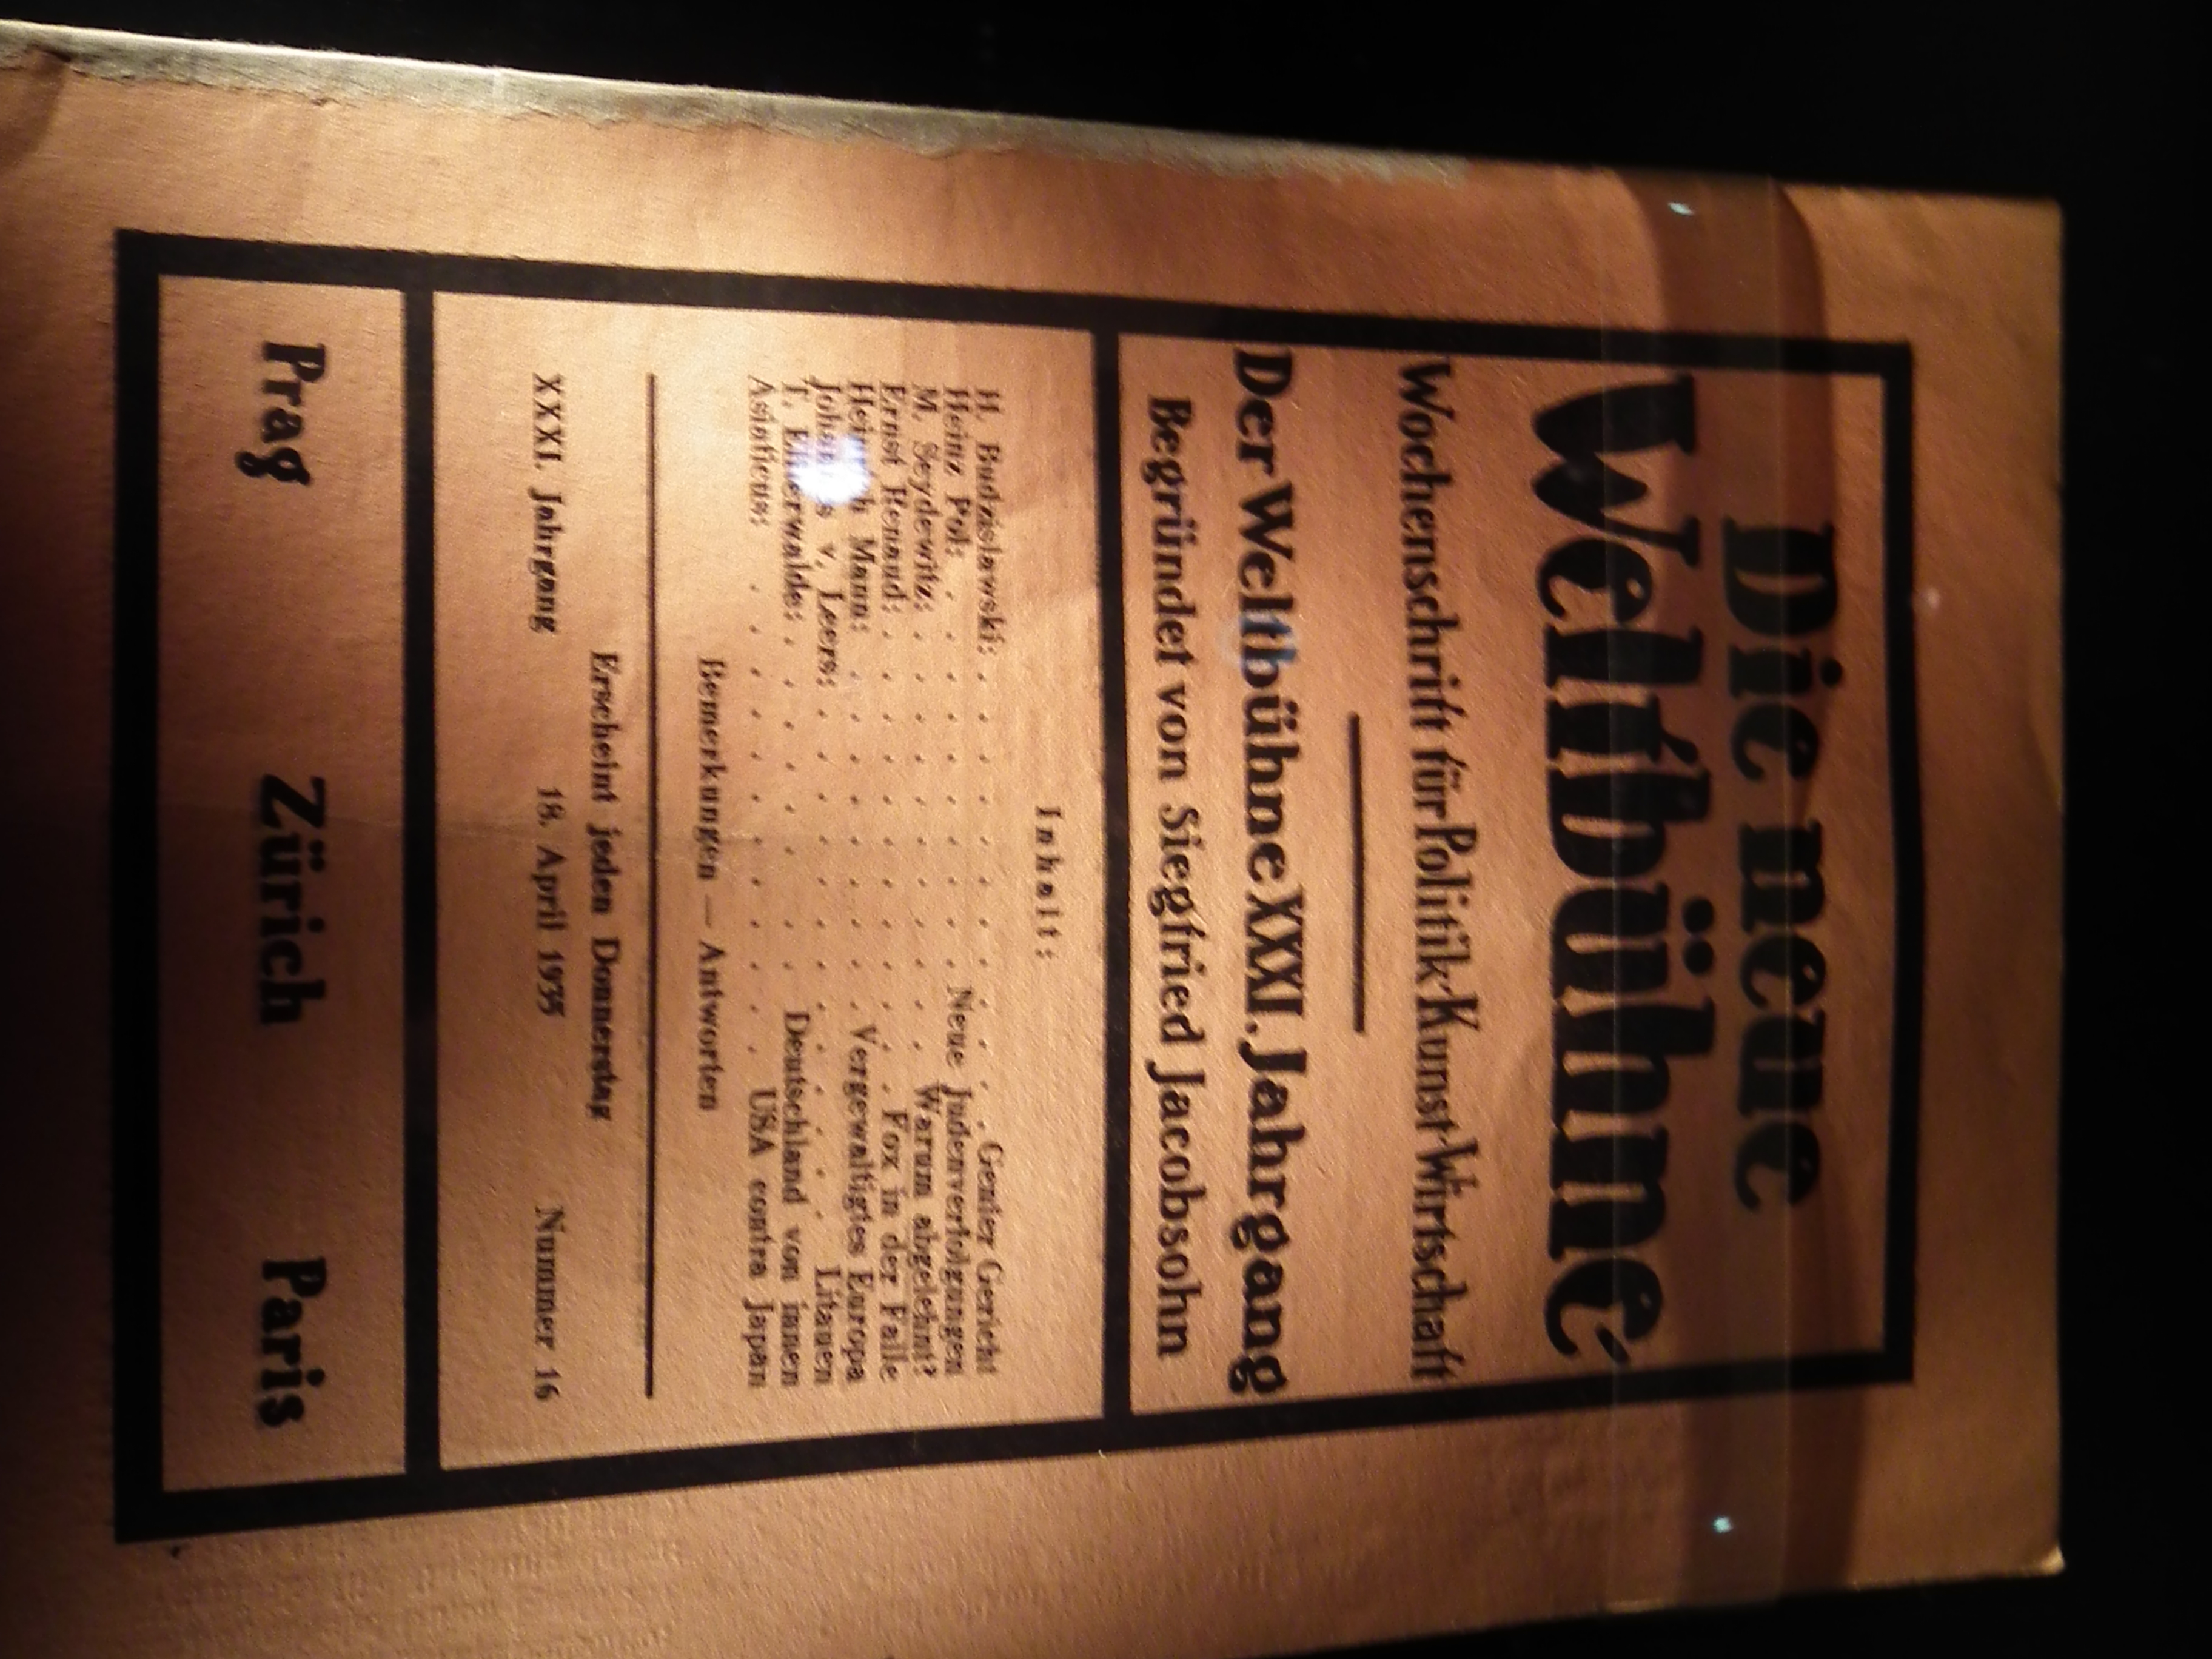 Die neue
Weltbühne
Wochenschrift für Politik·Kunst·Wirtschaft
Der Weltbühne XXXI. Jahrgang
Begründet von Siegfried Jacobsohn
Inhalt:
H. Budzislawski: . . . . . . . . Genfer Gericht
Heinz Pol: . . . . . . . Neue Judenverfolgungen
M. Seydewitz: . . . . . . . . Warum abgelehnt?
Ernst Renaud: . . . . . . . . Fox in der Falle
Heinrich Mann: . . . . . . Vergewaltigtes Europa
v. Leers: . . . . . . . . . Litauen
T. . . . . . . Deutschland von innen
Asiaticus: . . . . . . . . USA contra Japan
Bemerkungen — Antworten
Erscheint jeden Donnerstag
XXXI. Jahrgang 18. April 1935 Nummer 16
Prag Zürich Paris